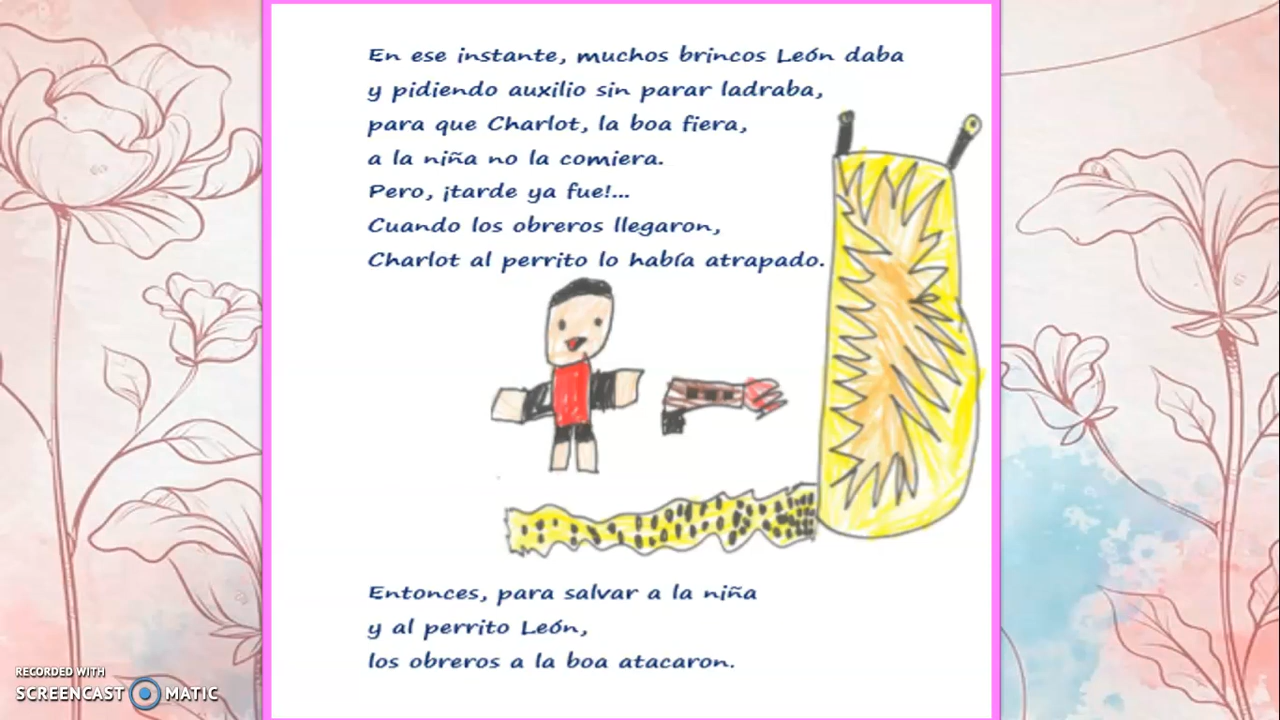 En ese instante, muchos brincos León daba
y pidiendo auxilio sin parar ladraba,
para que Charlot, la boa fiera,
a la niña no la comiera.
Pero, ¡tarde ya fue!...
Cuando los obreros llegaron,
Charlot al perrito lo había atrapado.
Entonces, para salvar a la niña
y al perrito León,
los obreros a la boa atacaron.
RECORDED WITH
SCREENCAST MATIC